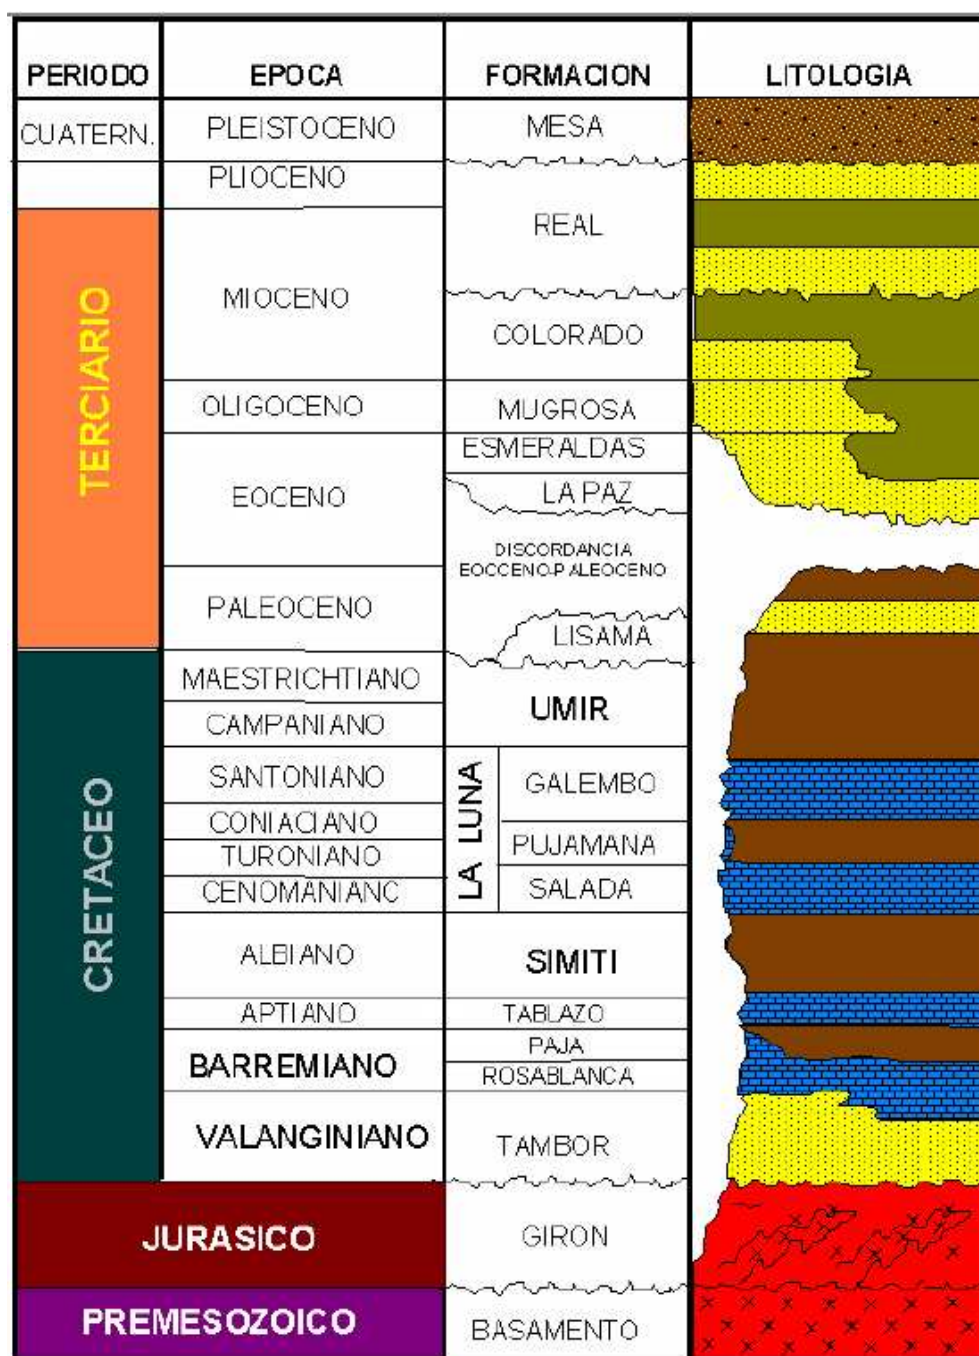 PERIODO EPOCA FORMACION LITOLOGIA
CUATERN. PLEISTOCENO MESA
PLIOCENO
REAL
TERCIARIO
MIOCENO
COLORADO
OLIGOCENO MUGROSA
ESMERALDAS
EOCENO
LA PAZ
DISCORDANCIA
EOCCENO-PALEOCENO
PALEOCENO
LISAMA
CRETACEO
MAESTRICHTIANO
UMIR
CAMPANIANO
LA LUNA
SANTONIANO GALEMBO
CONIACIANO
PUJAMANA
TURONIANO
CENOMANIANC SALADA
ALBIANO SIMITI
APTIANO TABLAZO
PAJA
BARREMIANO
ROSABLANCA
VALANGINIANO
TAMBOR
JURASICO GIRON
PREMESOZOICO BASAMENTO